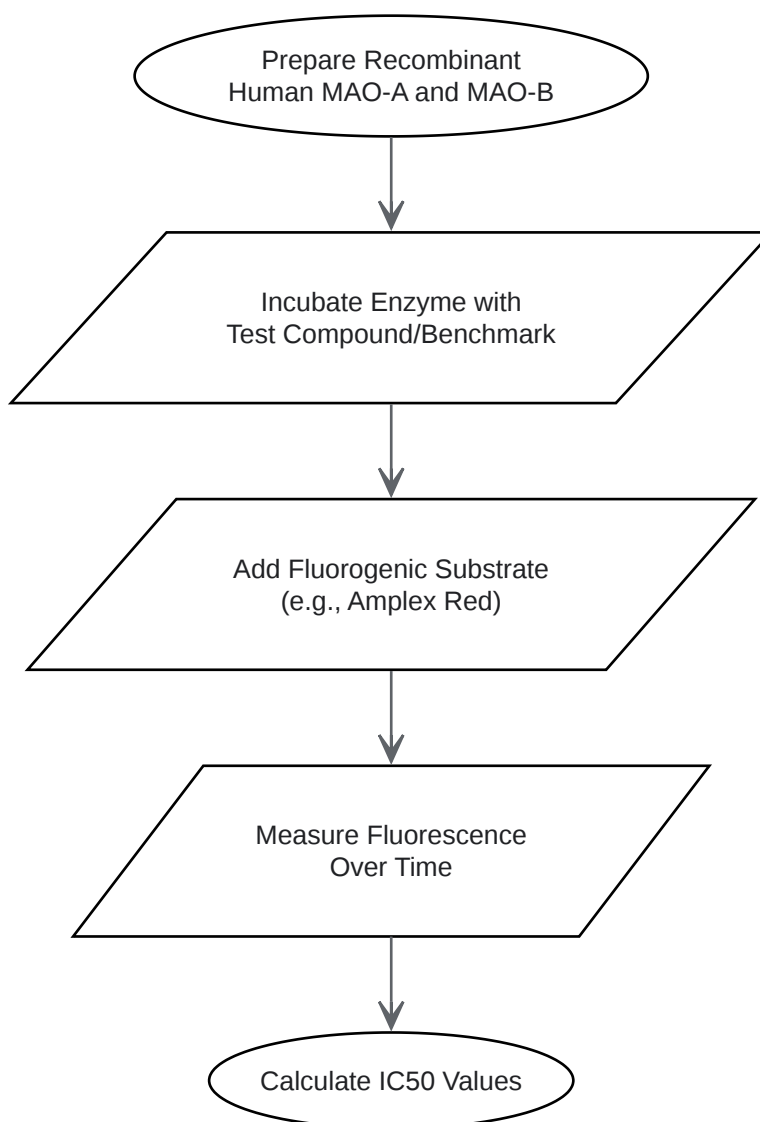 Prepare Recombinant
Human MAO-A and MAO-B
Incubate Enzyme with
Test Compound/Benchmark
Add Fluorogenic Substrate
(e.g., Amplex Red)
Measure Fluorescence
Over Time
Calculate IC50 Values